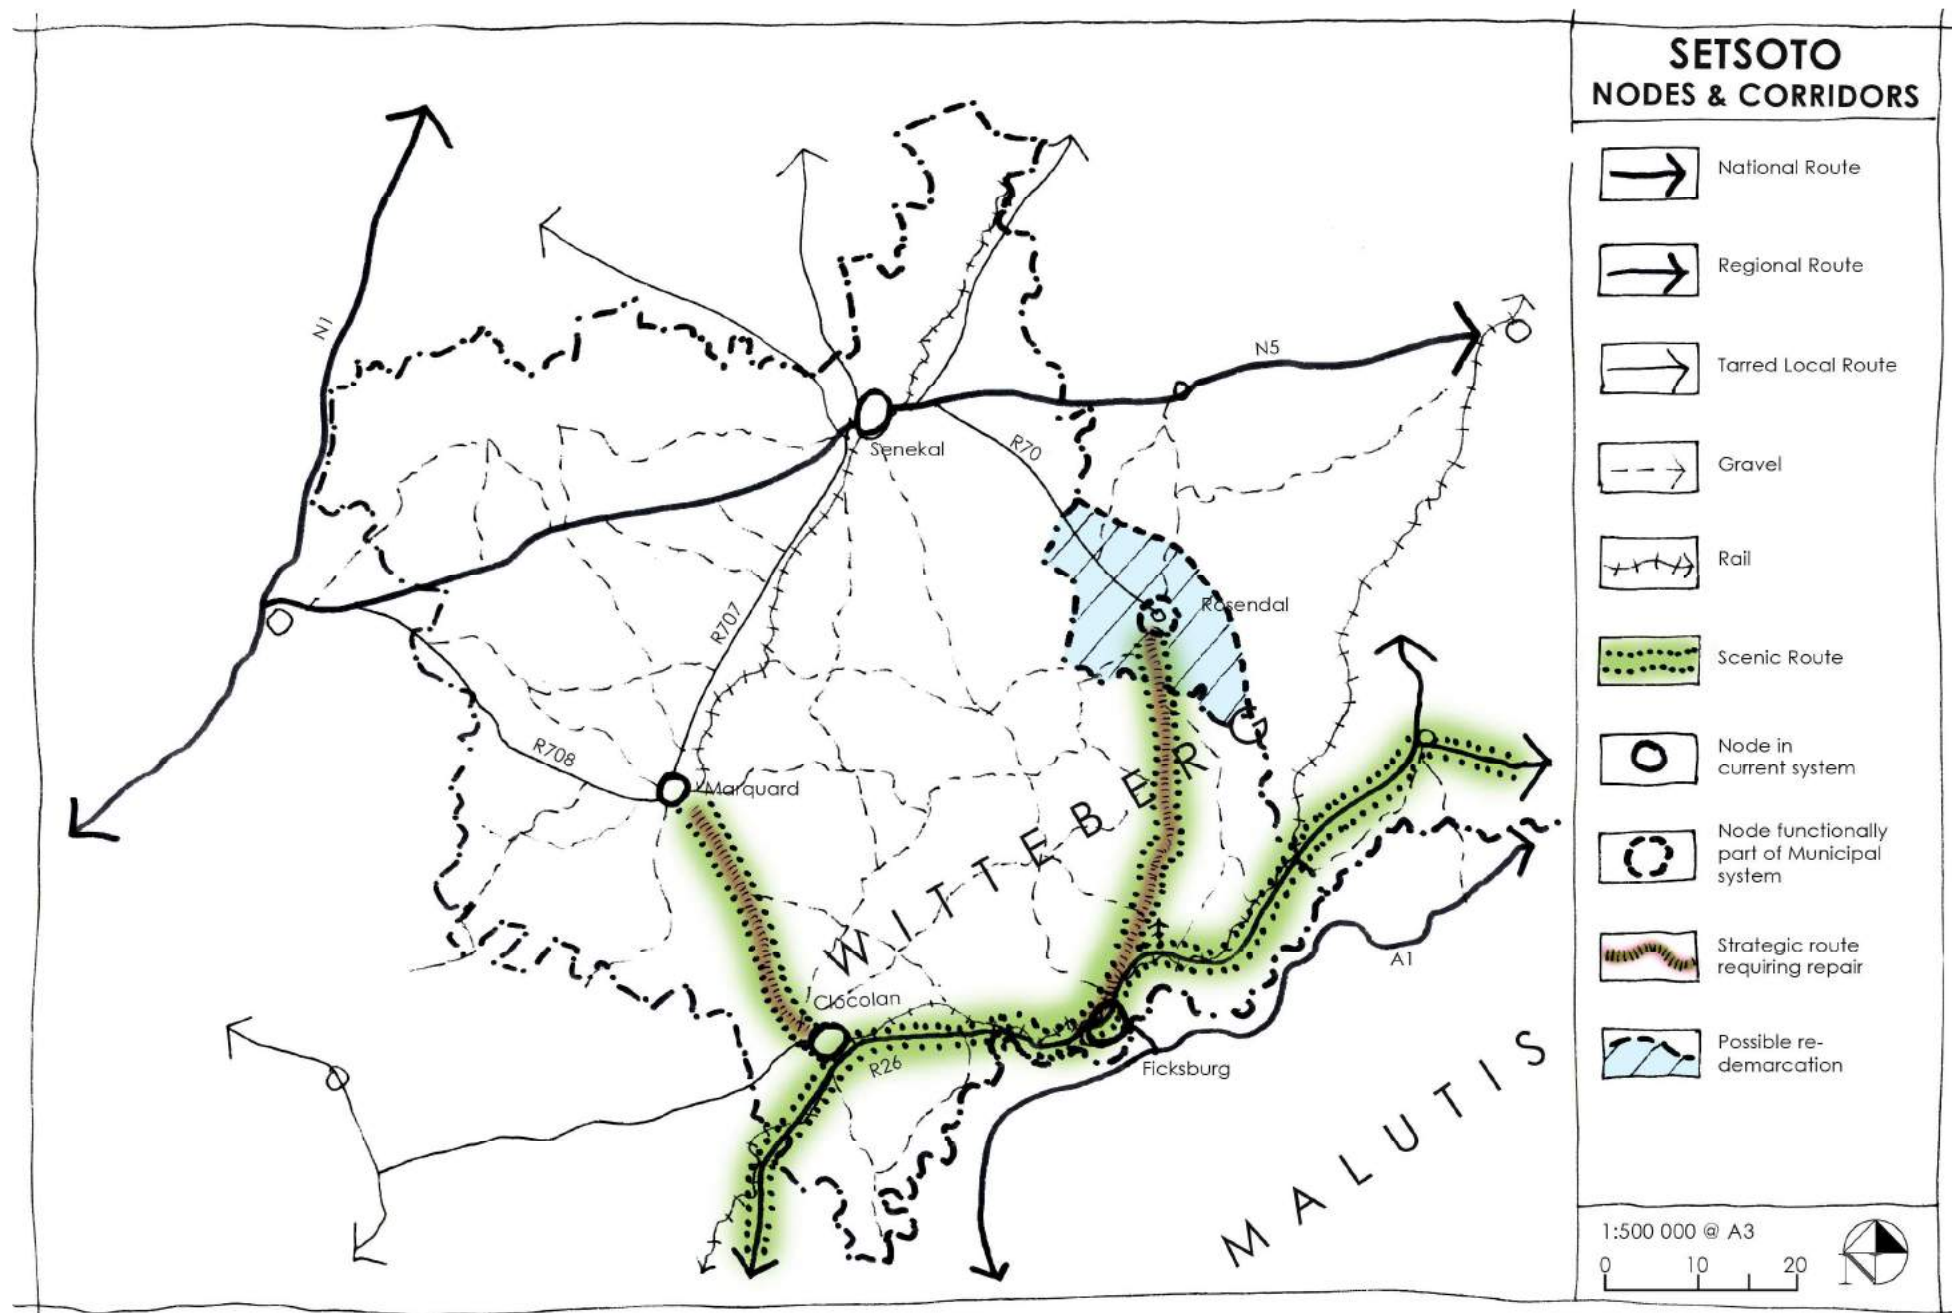 SETSOTO
NODES & CORRIDORS
National Route
Regional Route
Tarred Local Route
Gravel
Rail
Scenic Route
Node in
current system
Node functionally
part of Municipal
system
Strategic route
requiring repair
Possible re-
demarcation
1:500 000 @ A3
0 10 20
N
N1
N5
Senekal
R70
Rosendal
R707
R708
Marquard
WITTEBERG
Clocolan
R26
Ficksburg
A1
MALUTIS